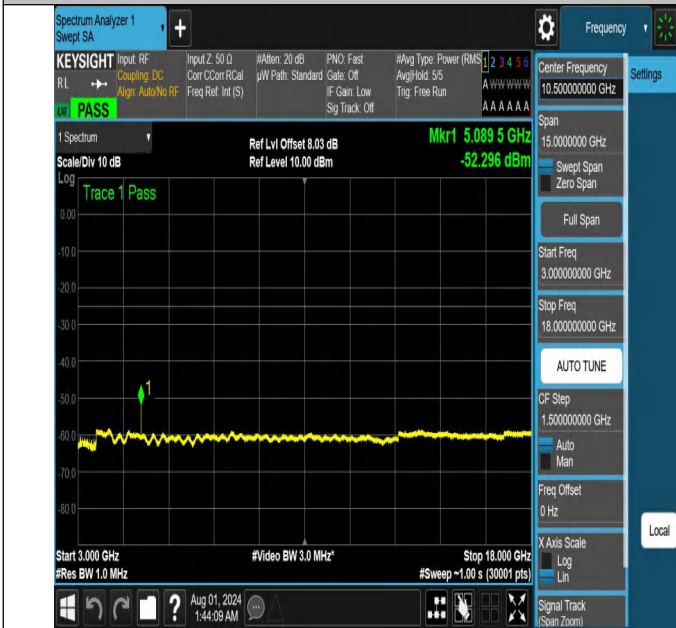 Spectrum Analyzer 1
Swept SA
+
Frequency
KEYSIGHT
RL
PASS
Input: RF
Coupling: DC
Align: Auto/No RF
Input Z: 50 Ω
Corr CCorr RCal
Freq Ref: Int (S)
#Atten: 20 dB
µW Path: Standard
PNO: Fast
Gate: Off
IF Gain: Low
Sig Track: Off
#Avg Type: Power (RMS
Avg|Hold: 5/5
Trig: Free Run
1 2 3 4 5 6
A W W W W W
A A A A A A
1 Spectrum
Scale/Div 10 dB
Log
Ref Lvl Offset 8.03 dB
Ref Level 10.00 dBm
Mkr1 5.089 5 GHz
-52.296 dBm
Trace 1 Pass
0.00
-10.0
-20.0
-30.0
-40.0
-50.0
-60.0
-70.0
-80.0
1
Start 3.000 GHz
#Res BW 1.0 MHz
#Video BW 3.0 MHz*
Stop 18.000 GHz
#Sweep ~1.00 s (30001 pts)
Center Frequency
10.500000000 GHz
Span
15.0000000 GHz
Swept Span
Zero Span
Full Span
Start Freq
3.000000000 GHz
Stop Freq
18.000000000 GHz
AUTO TUNE
CF Step
1.500000000 GHz
Auto
Man
Freq Offset
0 Hz
X Axis Scale
Log
Lin
Signal Track
(Span Zoom)
Settings
Local
?
Aug 01, 2024
1:44:09 AM